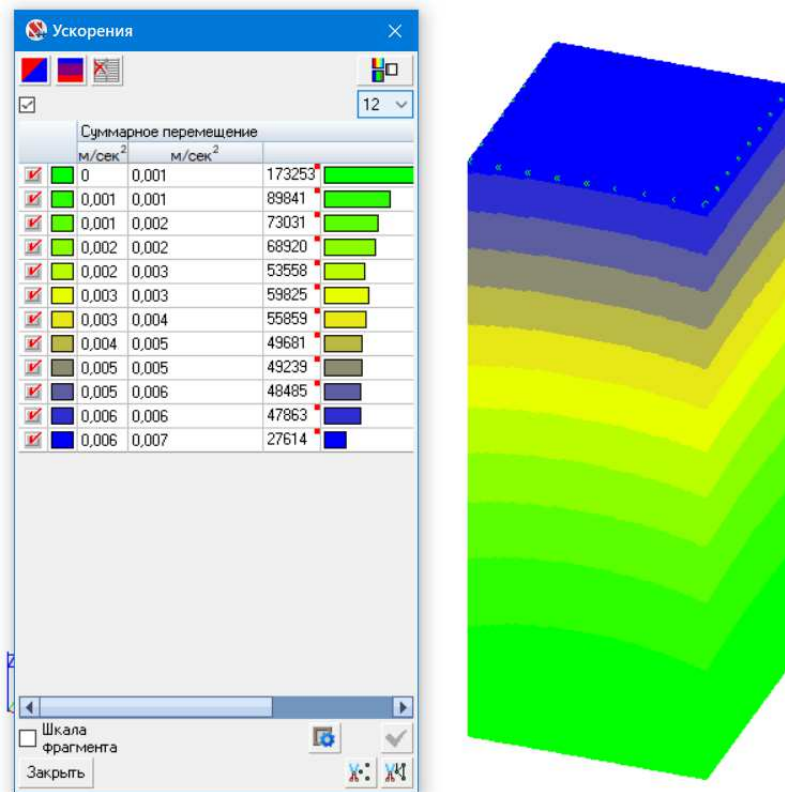 Ускорения
12
Суммарное перемещение
м/сек² м/сек²
0 0,001 173253
0,001 0,001 89841
0,001 0,002 73031
0,002 0,002 68920
0,002 0,003 53558
0,003 0,003 59825
0,003 0,004 55859
0,004 0,005 49681
0,005 0,005 49239
0,005 0,006 48485
0,006 0,006 47863
0,006 0,007 27614
Шкала
фрагмента
Закрыть